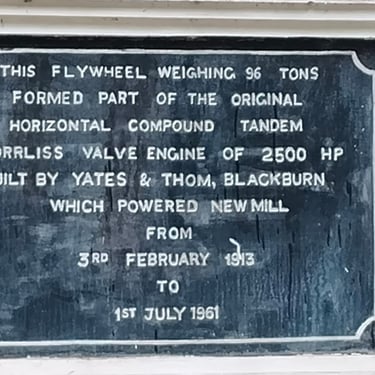 THIS FLYWHEEL WEIGHING 96 TONS
FORMED PART OF THE ORIGINAL
HORIZONTAL COMPOUND TANDEM
ORRLISS VALVE ENGINE OF 2500 HP
UILT BY YATES & THOM, BLACKBURN
WHICH POWERED NEW MILL
FROM
3RD FEBRUARY 1913
TO
1ST JULY 1961